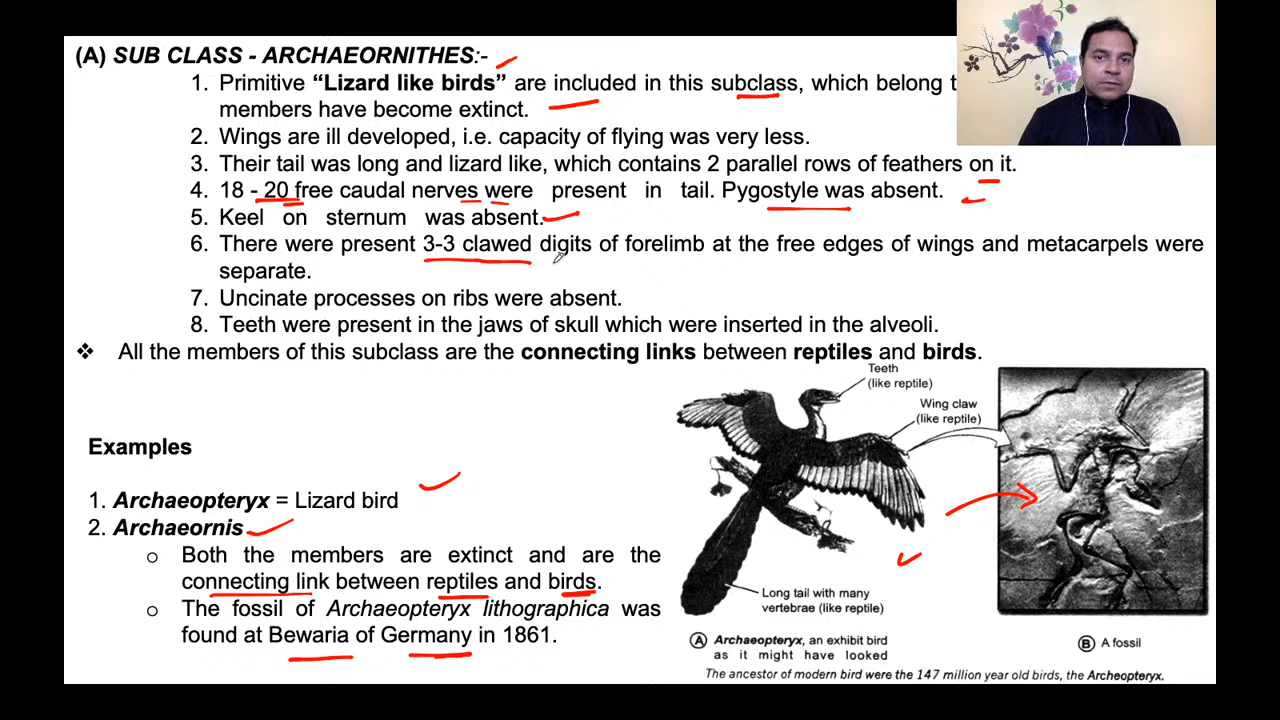 (A) SUB CLASS - ARCHAEORNITHES:-
1. Primitive “Lizard like birds” are included in this subclass, which belong
members have become extinct.
2. Wings are ill developed, i.e. capacity of flying was very less.
3. Their tail was long and lizard like, which contains 2 parallel rows of feathers on it.
4. 18 - 20 free caudal nerves were present in tail. Pygostyle was absent.
5. Keel on sternum was absent.
6. There were present 3-3 clawed digits of forelimb at the free edges of wings and metacarpels were
separate.
7. Uncinate processes on ribs were absent.
8. Teeth were present in the jaws of skull which were inserted in the alveoli.
❖ All the members of this subclass are the connecting links between reptiles and birds.
Examples
1. Archaeopteryx = Lizard bird
2. Archaeornis
o Both the members are extinct and are the
connecting link between reptiles and birds.
o The fossil of Archaeopteryx lithographica was
found at Bewaria of Germany in 1861.
Teeth
(like reptile)
Wing claw
(like reptile)
Long tail with many
vertebrae (like reptile)
A Archaeopteryx, an exhibit bird
as it might have looked
B A fossil
The ancestor of modern bird were the 147 million year old birds, the Archeopteryx.